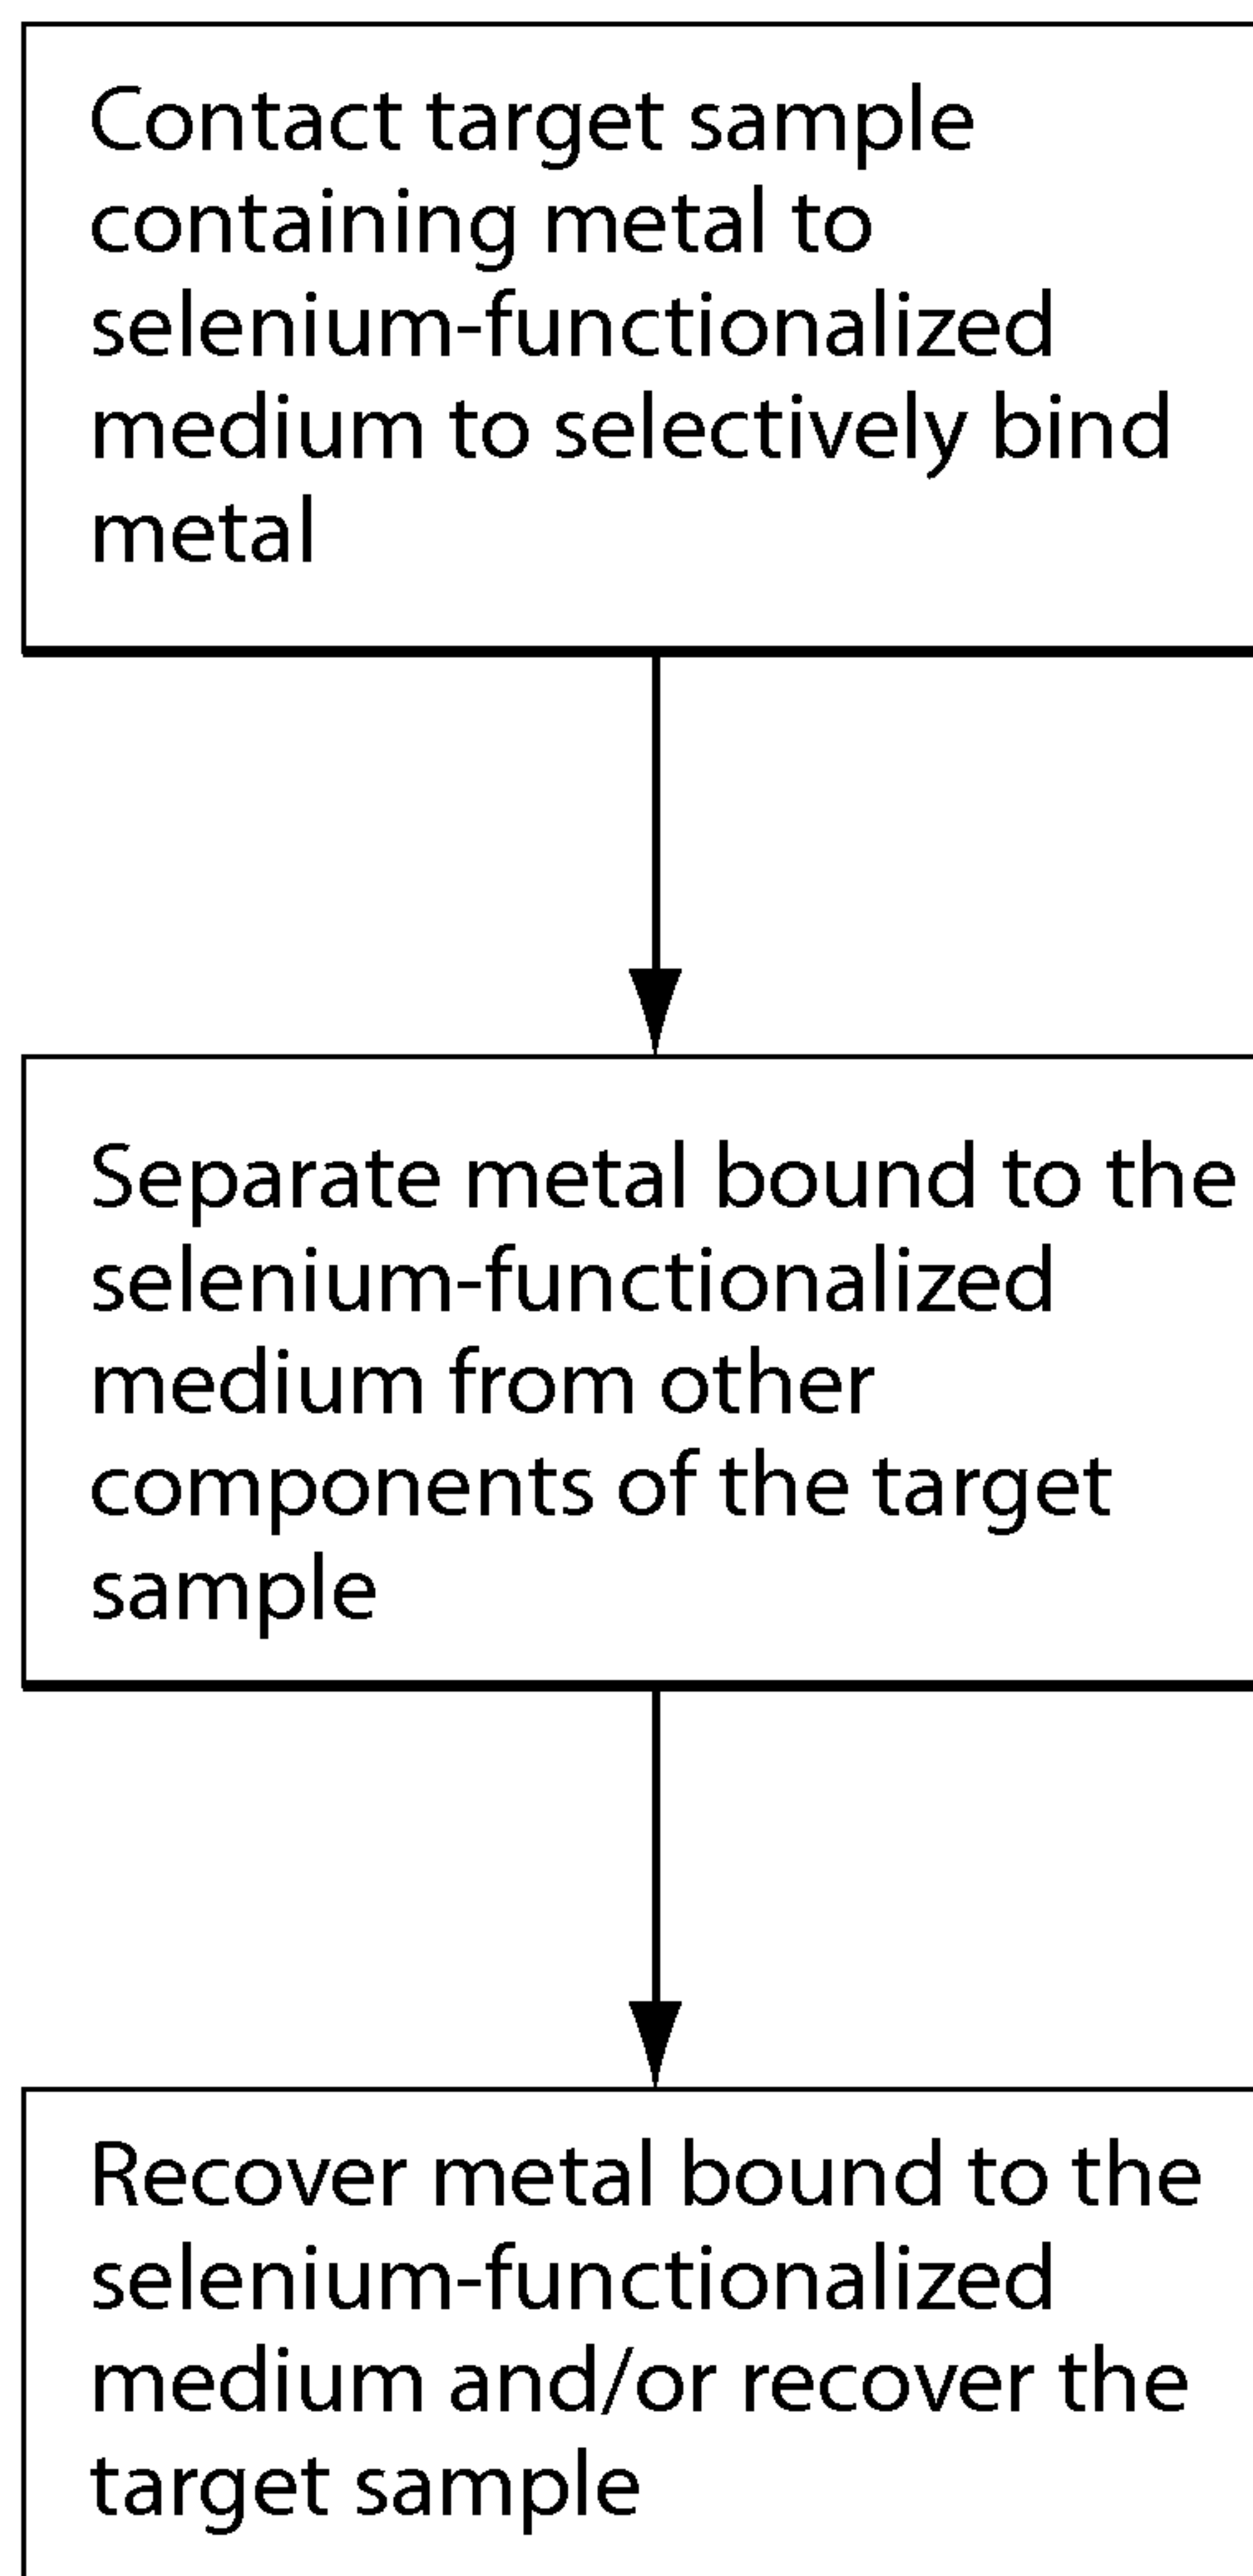 Contact target sample
containing metal to
selenium-functionalized
medium to selectively bind
metal
Separate metal bound to the
selenium-functionalized
medium from other
components of the target
sample
Recover metal bound to the
selenium-functionalized
medium and/or recover the
target sample